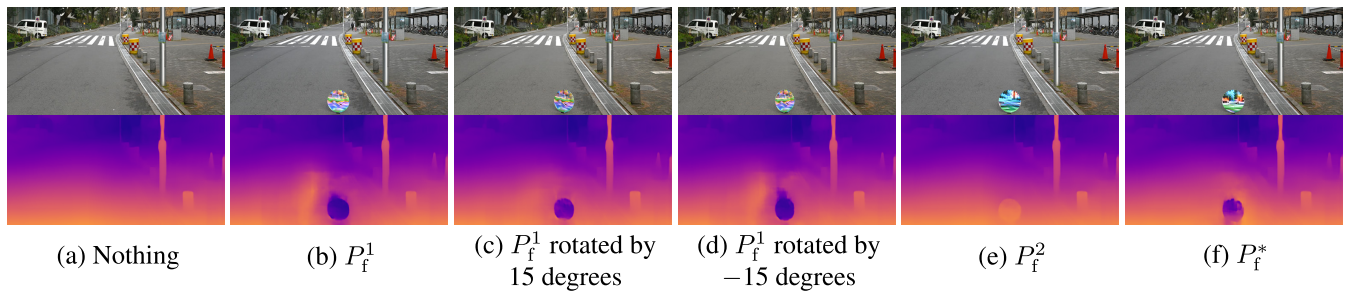 (a) Nothing
(b) P_f^1
(c) P_f^1 rotated by
15 degrees
(d) P_f^1 rotated by
−15 degrees
(e) P_f^2
(f) P_f^*